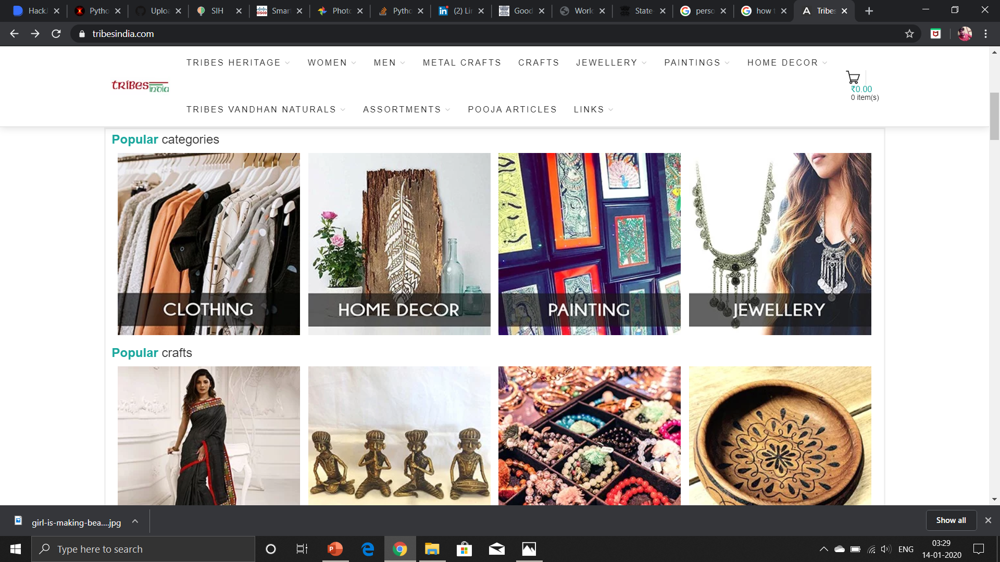 HackJ Pytho Uploa SIH Smar Photo Pytho (2) Lin Good World State perso how t Tribes
tribesindia.com
TRIBES HERITAGE WOMEN MEN METAL CRAFTS CRAFTS JEWELLERY PAINTINGS HOME DECOR
TRIBES india
₹0.00
0 item(s)
TRIBES VANDHAN NATURALS ASSORTMENTS POOJA ARTICLES LINKS
Popular categories
CLOTHING HOME DECOR PAINTING JEWELLERY
Popular crafts
girl-is-making-bea....jpg Show all
Type here to search
ENG
03:29
14-01-2020